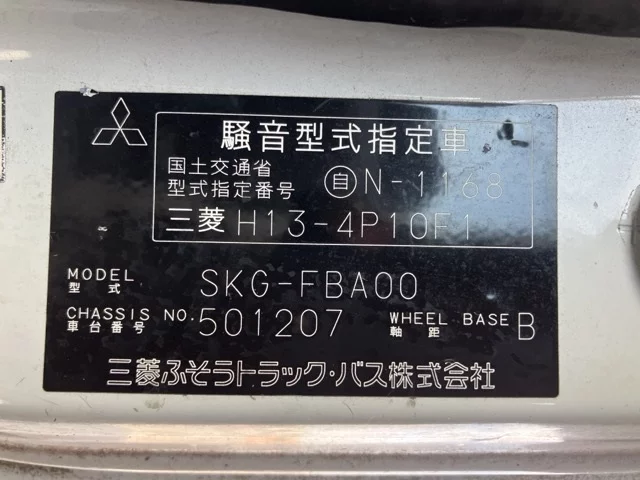 騒音型式指定車
国土交通省
型式指定番号 自N-1168
三菱 H13-4P10F1
MODEL
型式 SKG-FBA00
CHASSIS NO.
車台番号 501207
WHEEL BASE
軸距 B
三菱ふそうトラック・バス株式会社